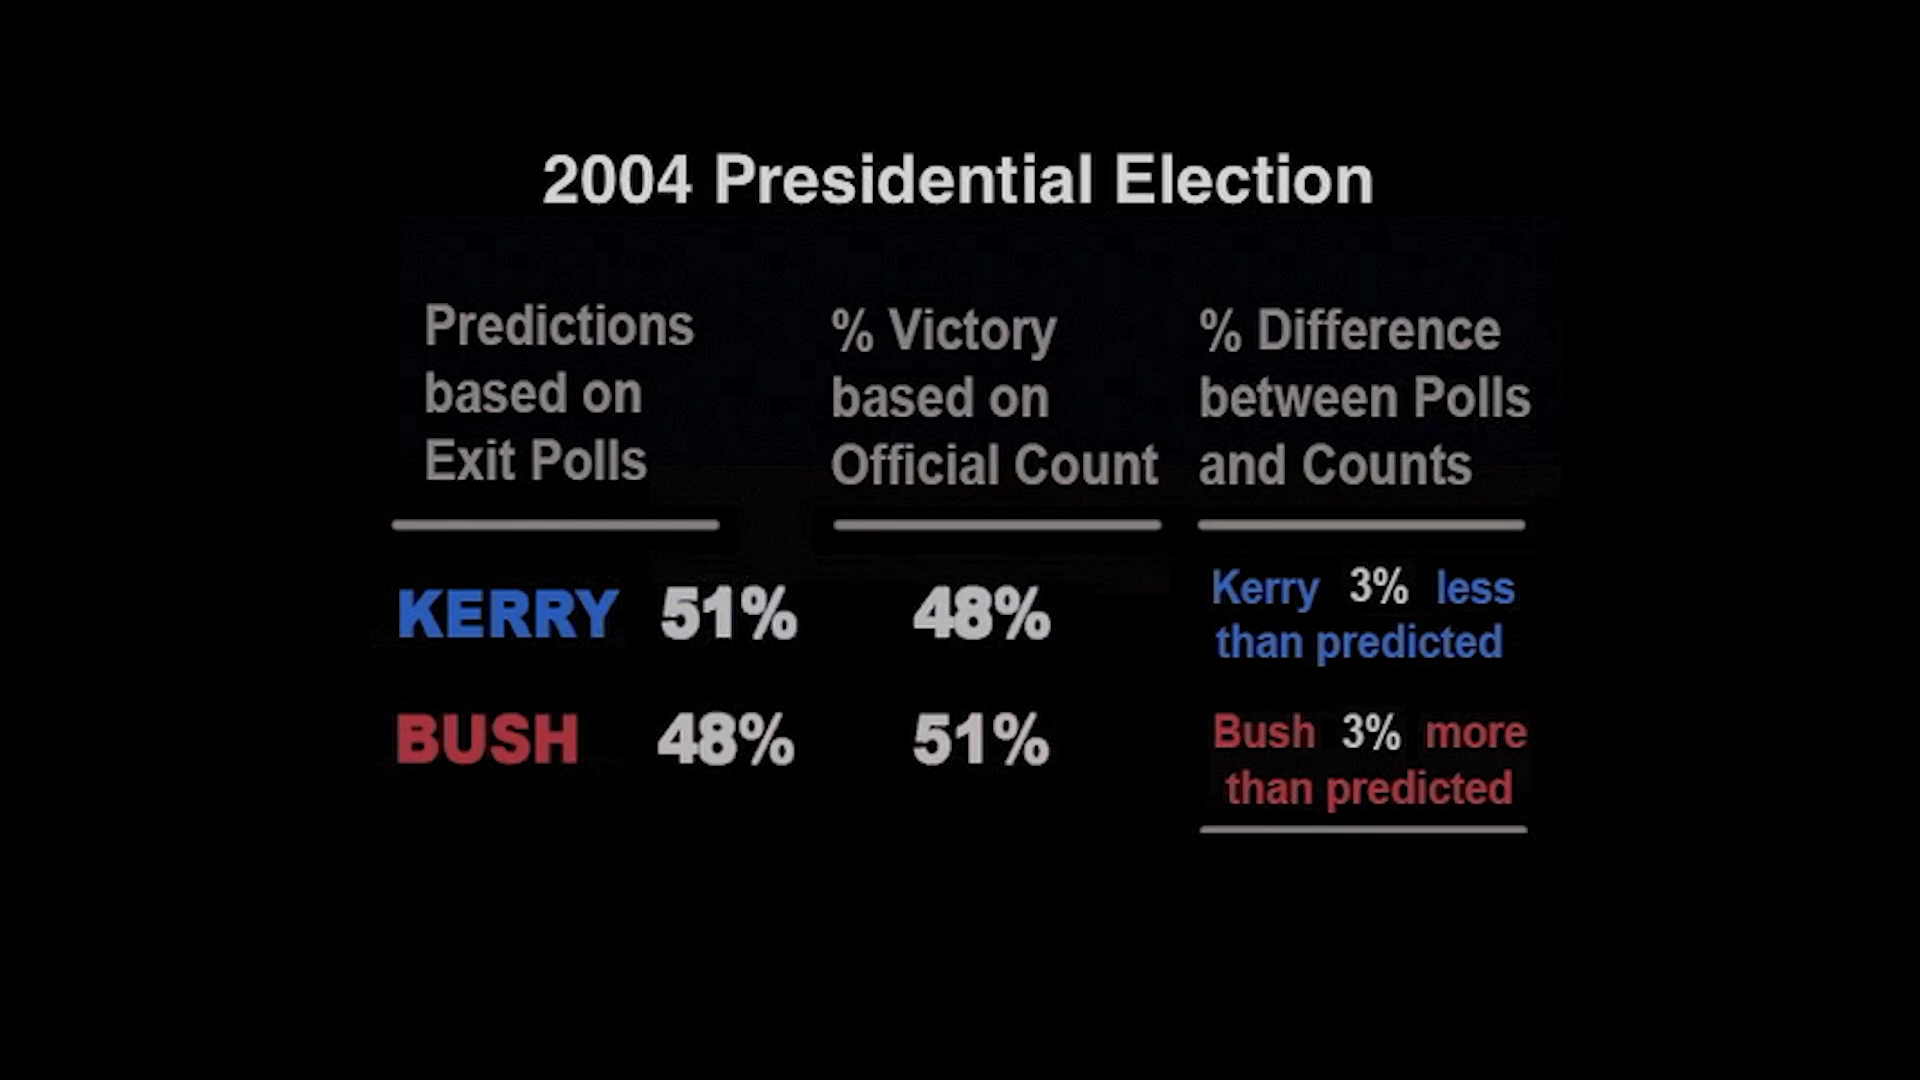 2004 Presidential Election
Predictions
based on
Exit Polls
% Victory
based on
Official Count
% Difference
between Polls
and Counts
KERRY 51% 48%
Kerry 3% less
than predicted
BUSH 48% 51%
Bush 3% more
than predicted